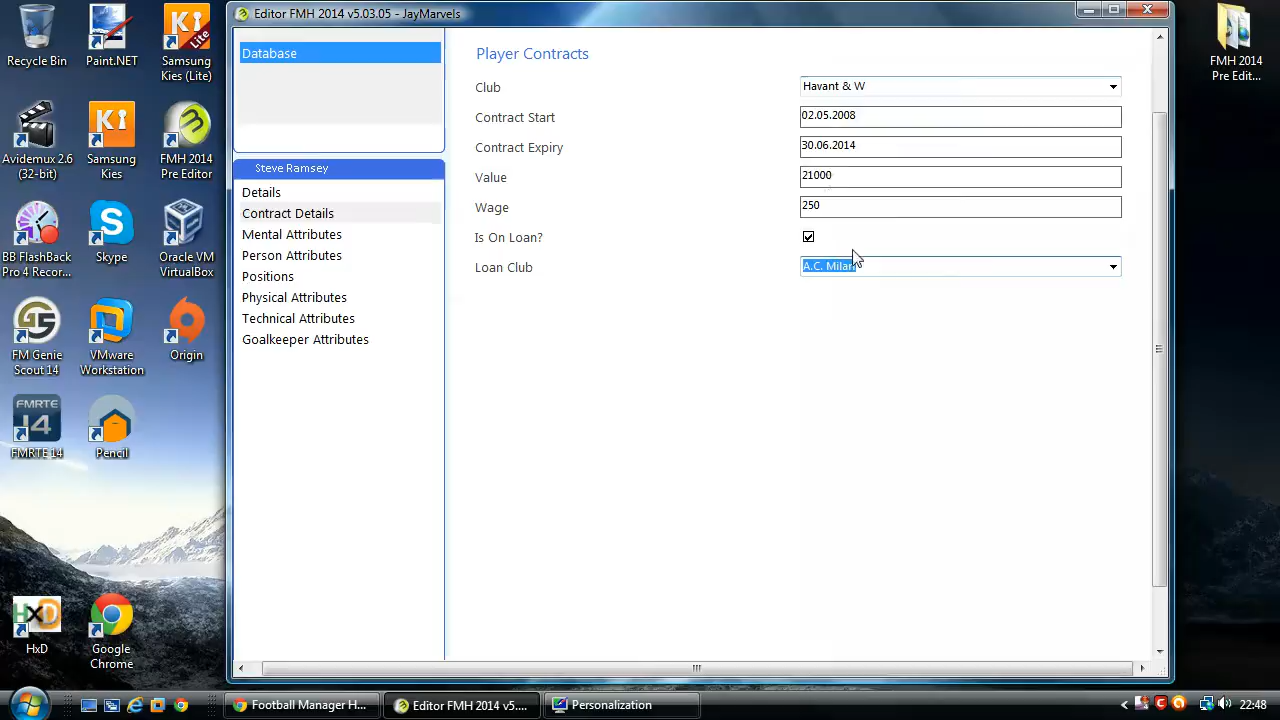 Editor FMH 2014 v5.03.05 - JayMarvels
Recycle Bin
Paint.NET
Lite
Samsung
Kies (Lite)
FMH 2014
Pre Edit...
Database
Player Contracts
Club
Havant & W
Contract Start
02.05.2008
Contract Expiry
30.06.2014
Value
21000
Wage
250
Is On Loan?
Loan Club
A.C. Milan
Steve Ramsey
Details
Contract Details
Mental Attributes
Person Attributes
Positions
Physical Attributes
Technical Attributes
Goalkeeper Attributes
Avidemux 2.6
(32-bit)
Samsung
Kies
FMH 2014
Pre Editor
BB FlashBack
Pro 4 Recor...
Skype
Oracle VM
VirtualBox
FM Genie
Scout 14
VMware
Workstation
Origin
FMRTE
14
FMRTE 14
Pencil
HxD
HxD
Google
Chrome
Football Manager H...
Editor FMH 2014 v5....
Personalization
22:48